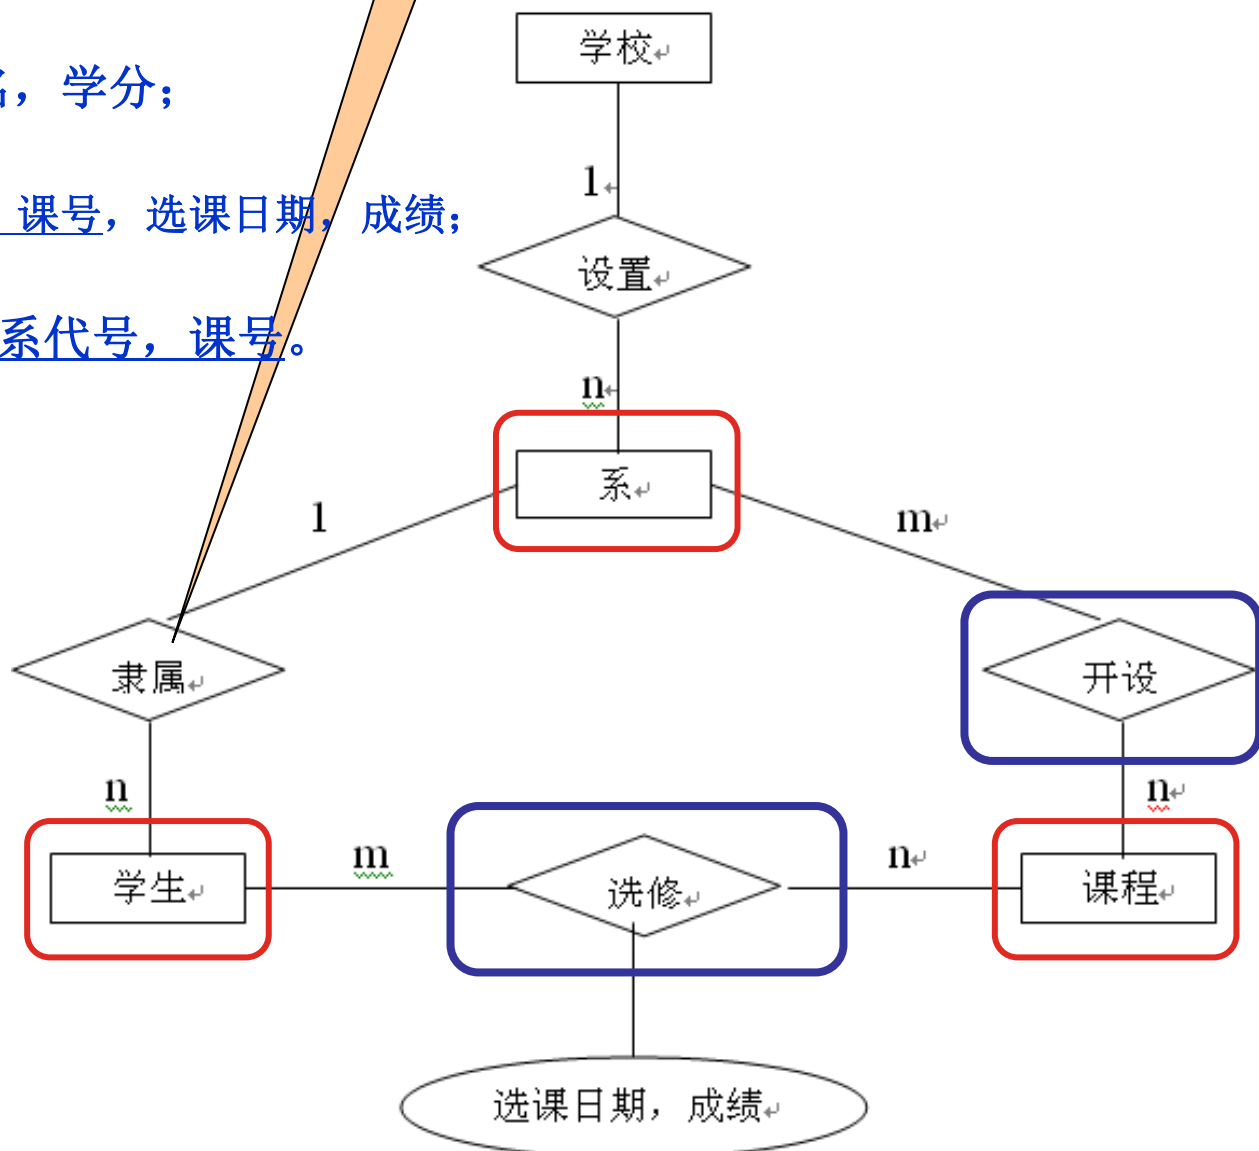 学校
名，学分；
1
课号，选课日期，成绩；
设置
系代号，课号。
n
系
1
m
隶属
开设
n
n
学生
m
选修
n
课程
选课日期，成绩